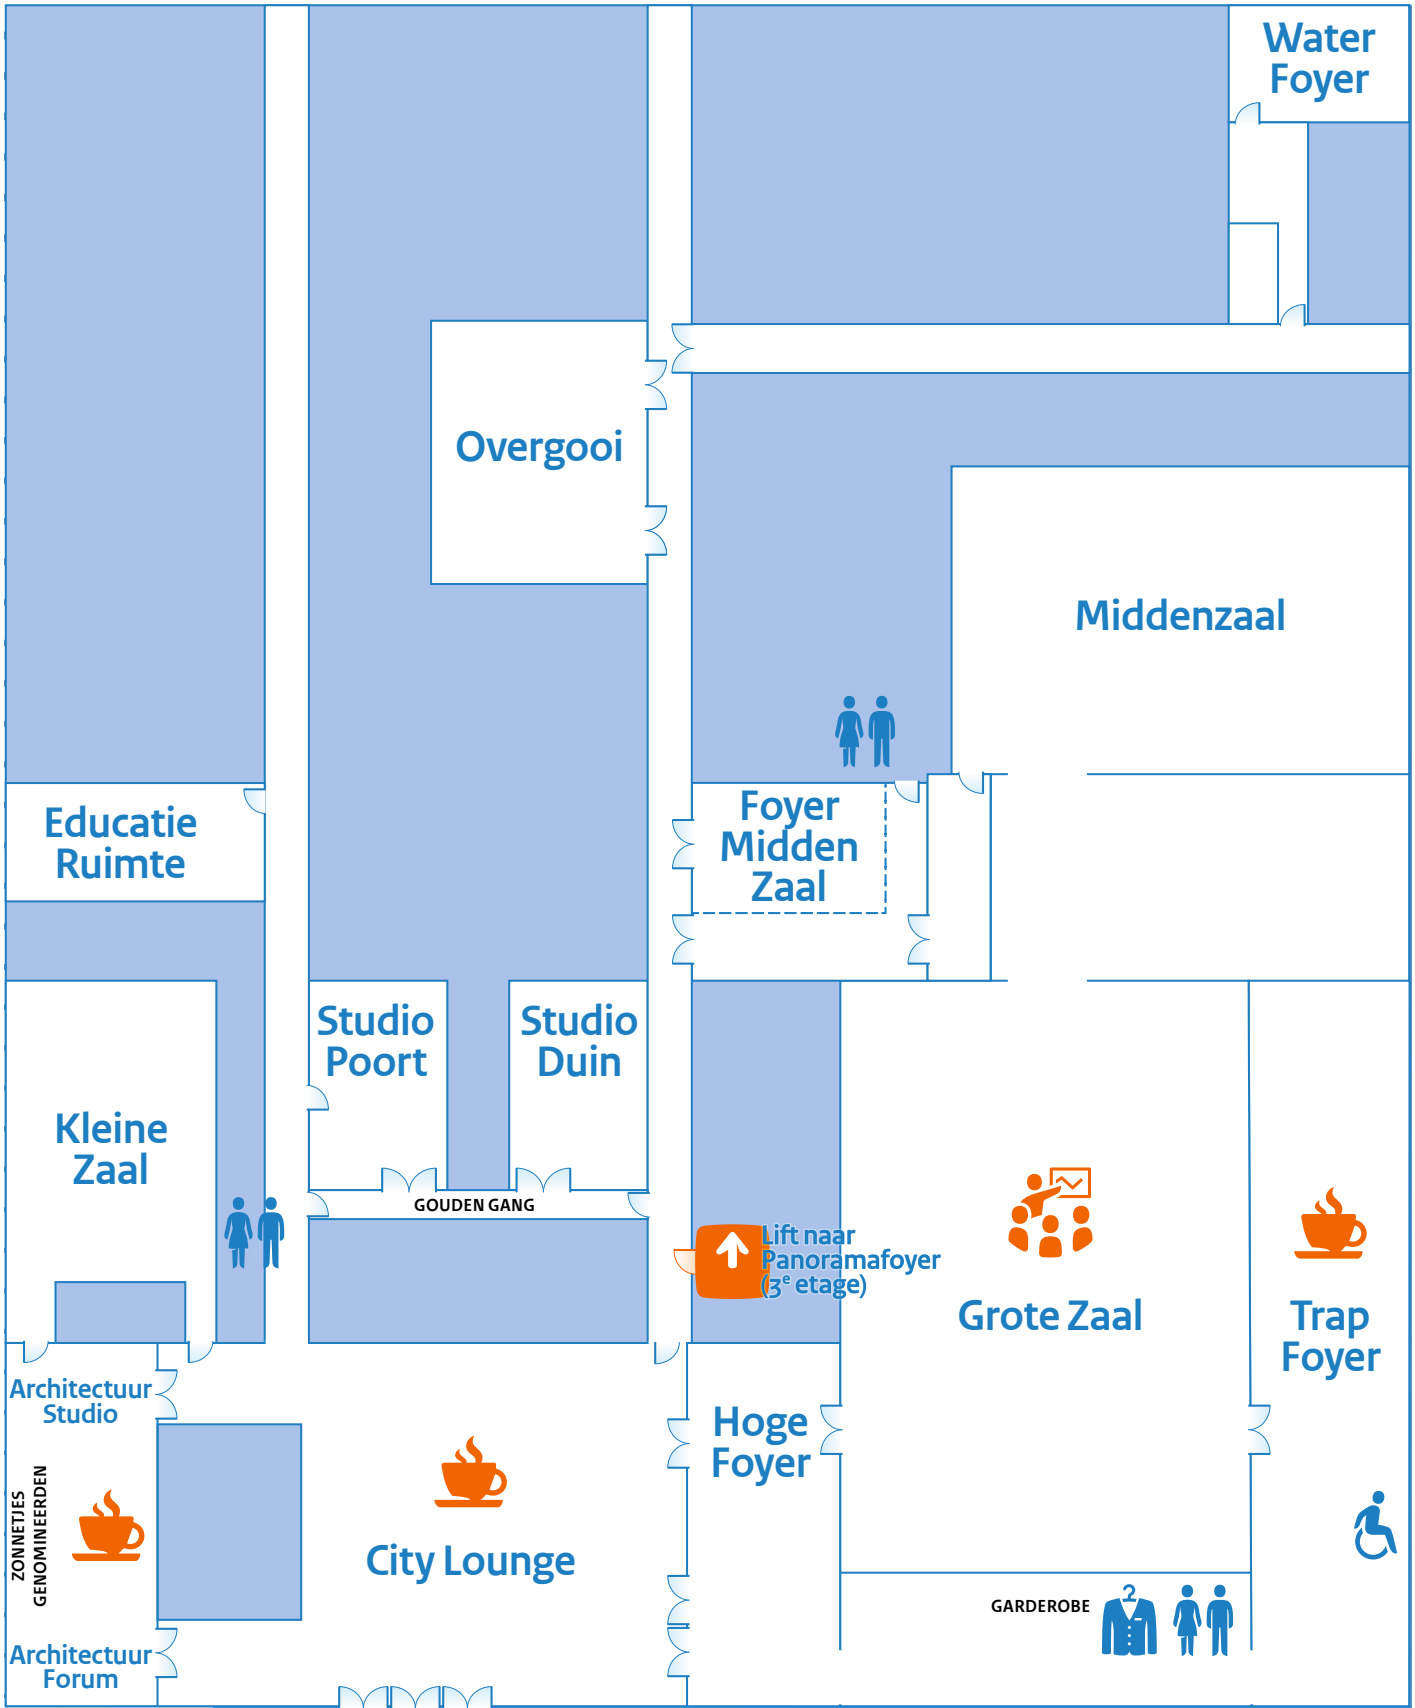 Water
Foyer
Overgooi
Middenzaal
Educatie
Ruimte
Foyer
Midden
Zaal
Studio
Poort
Studio
Duin
Kleine
Zaal
GOUDEN GANG
Lift naar
Panoramafoyer
(3e etage)
Grote Zaal
Trap
Foyer
Architectuur
Studio
Hoge
Foyer
ZONNETJES
GENOMINEERDEN
City Lounge
GARDEROBE
Architectuur
Forum